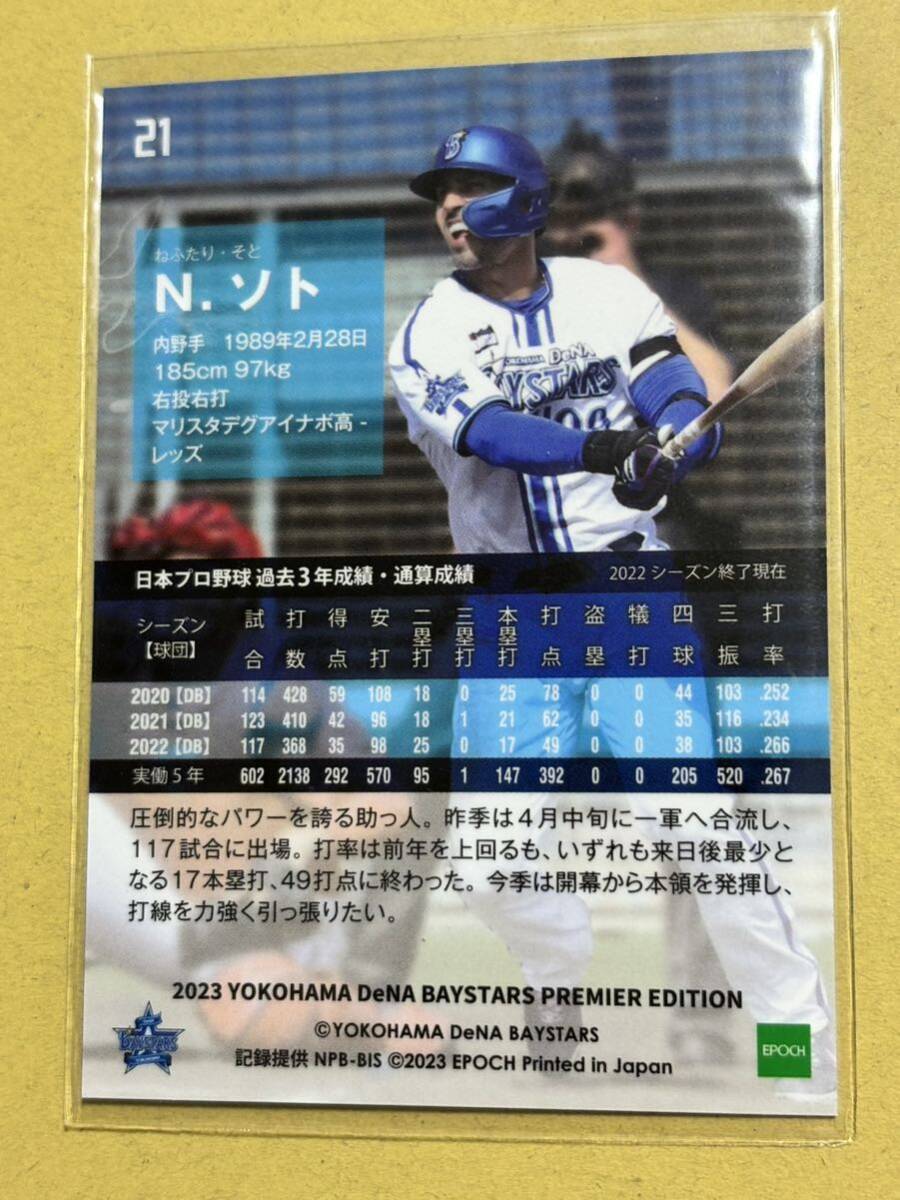 21
ねふたり・そと
N. ソト
内野手 1989年2月28日
185cm 97kg
右投右打
マリスタデグアイナボ高 -
レッズ
YOKOHAMA DeNA
BAYSTARS
日本プロ野球 過去3年成績・通算成績 2022 シーズン終了現在
シーズン【球団】 試合 打数 得点 安打 二塁打 三塁打 本塁打 打点 盗塁 犠打 四球 三振 打率
2020【DB】 114 428 59 108 18 0 25 78 0 0 44 103 .252
2021【DB】 123 410 42 96 18 1 21 62 0 0 35 116 .234
2022【DB】 117 368 35 98 25 0 17 49 0 0 38 103 .266
実働5年 602 2138 292 570 95 1 147 392 0 0 205 520 .267
圧倒的なパワーを誇る助っ人。昨季は4月中旬に一軍へ合流し、
117試合に出場。打率は前年を上回るも、いずれも来日後最少と
なる17本塁打、49打点に終わった。今季は開幕から本領を発揮し、
打線を力強く引っ張りたい。
2023 YOKOHAMA DeNA BAYSTARS PREMIER EDITION
©YOKOHAMA DeNA BAYSTARS
記録提供 NPB-BIS ©2023 EPOCH Printed in Japan
BAYSTARS
EPOCH